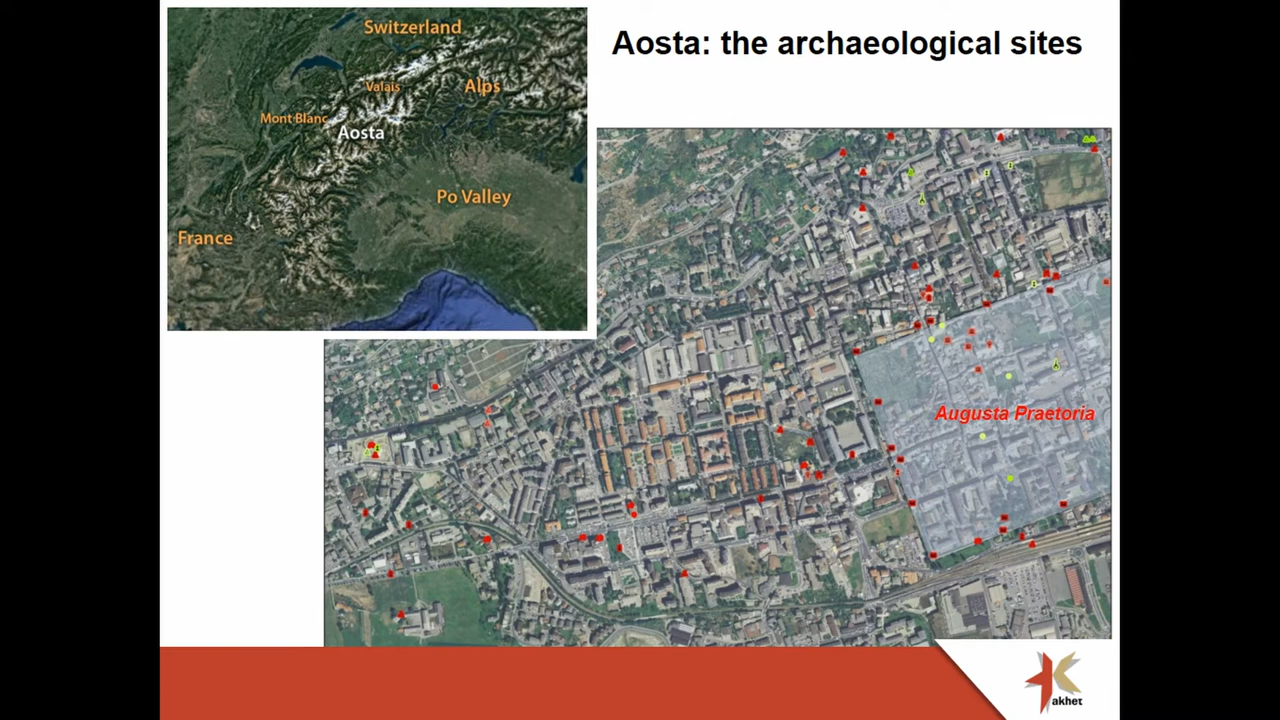 Aosta: the archaeological sites
Switzerland
Valais
Alps
Mont Blanc
Aosta
Po Valley
France
Augusta Praetoria
akhet